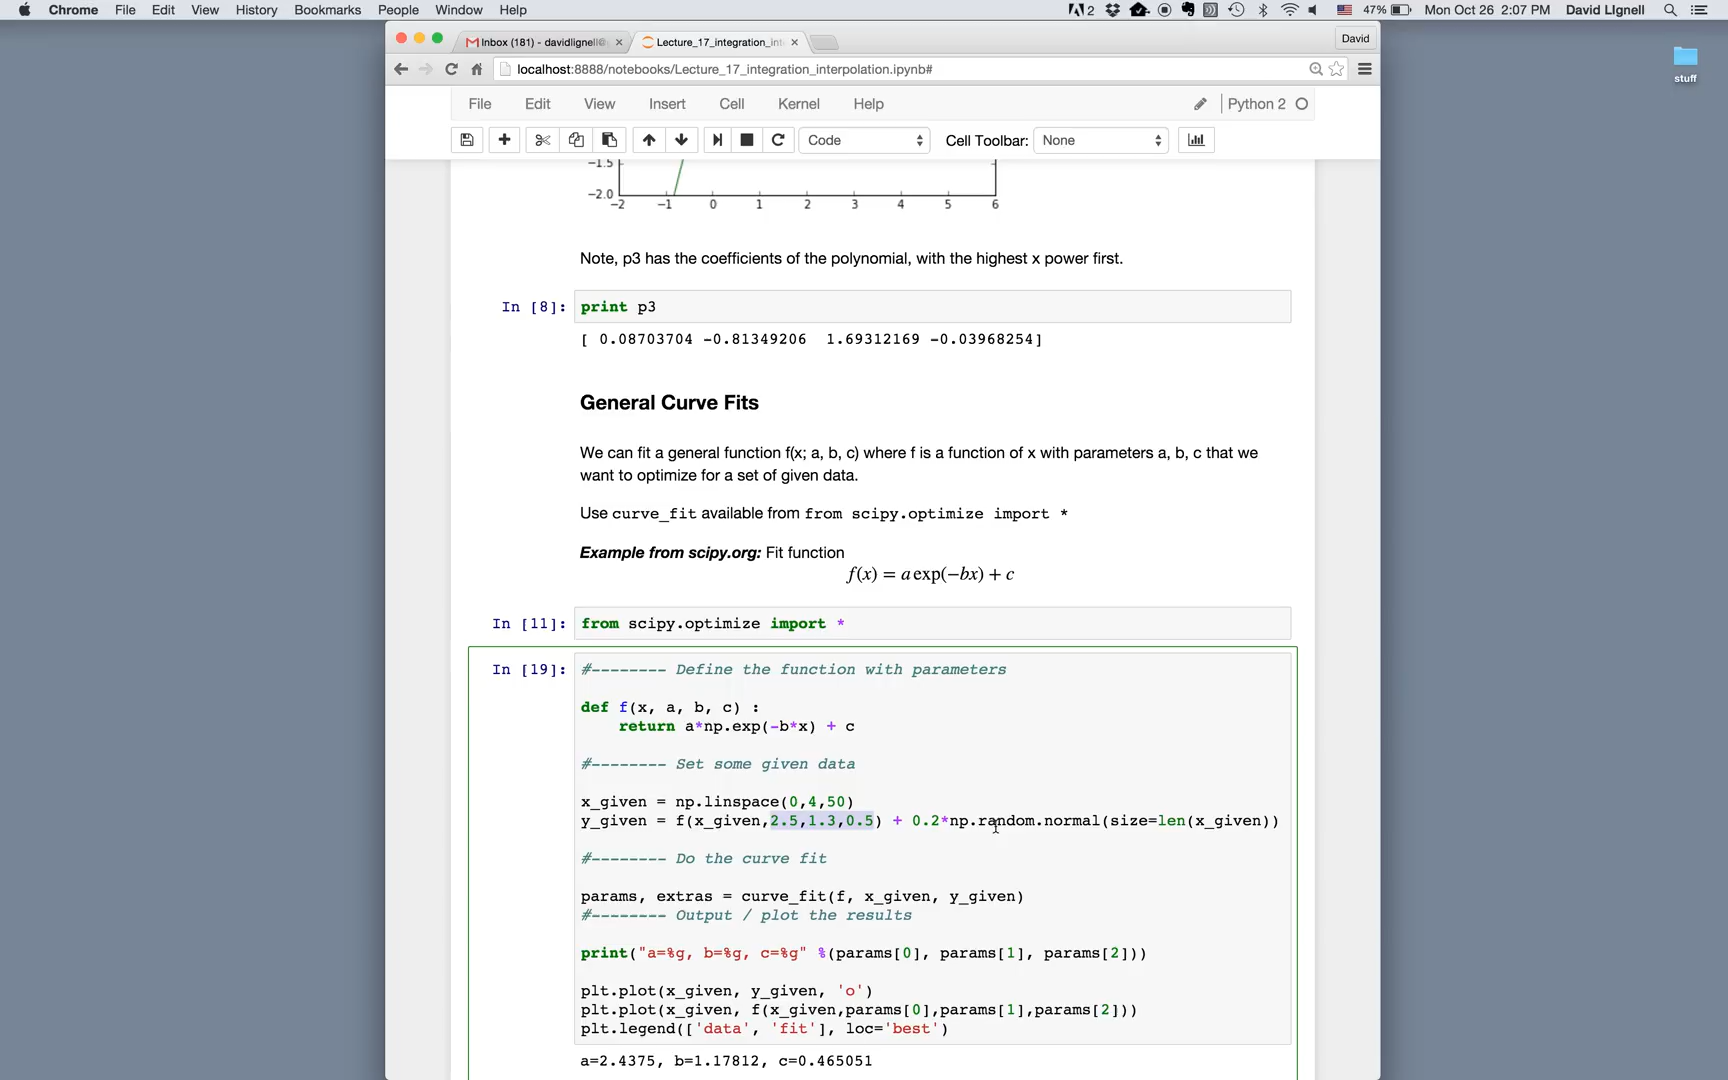 Chrome File Edit View History Bookmarks People Window Help 2 47% Mon Oct 26 2:07 PM David LIgnell
Inbox (181) - davidlignell@ Lecture_17_integration_int David
localhost:8888/notebooks/Lecture_17_integration_interpolation.ipynb#
stuff
File Edit View Insert Cell Kernel Help Python 2
Code Cell Toolbar: None
−1.5
−2.0
−2 −1 0 1 2 3 4 5 6
Note, p3 has the coefficients of the polynomial, with the highest x power first.
In [8]: print p3
[ 0.08703704 -0.81349206 1.69312169 -0.03968254]
General Curve Fits
We can fit a general function f(x; a, b, c) where f is a function of x with parameters a, b, c that we
want to optimize for a set of given data.
Use curve_fit available from from scipy.optimize import *
Example from scipy.org: Fit function
f(x) = a exp(−bx) + c
In [11]: from scipy.optimize import *
In [19]: #-------- Define the function with parameters
def f(x, a, b, c) :
return a*np.exp(-b*x) + c
#-------- Set some given data
x_given = np.linspace(0,4,50)
y_given = f(x_given,2.5,1.3,0.5) + 0.2*np.random.normal(size=len(x_given))
#-------- Do the curve fit
params, extras = curve_fit(f, x_given, y_given)
#-------- Output / plot the results
print("a=%g, b=%g, c=%g" %(params[0], params[1], params[2]))
plt.plot(x_given, y_given, 'o')
plt.plot(x_given, f(x_given,params[0],params[1],params[2]))
plt.legend(['data', 'fit'], loc='best')
a=2.4375, b=1.17812, c=0.465051